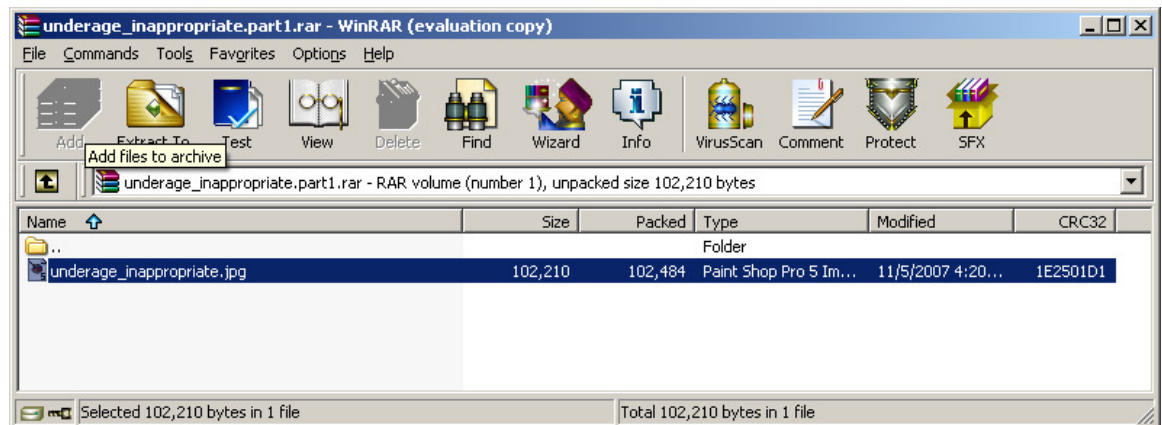 underage_inappropriate.part1.rar - WinRAR (evaluation copy)
File Commands Tools Favorites Options Help
Add Extract To Test View Delete Find Wizard Info VirusScan Comment Protect SFX
Add files to archive
underage_inappropriate.part1.rar - RAR volume (number 1), unpacked size 102,210 bytes
Name Size Packed Type Modified CRC32
.. Folder
underage_inappropriate.jpg 102,210 102,484 Paint Shop Pro 5 Im... 11/5/2007 4:20... 1E2501D1
Selected 102,210 bytes in 1 file Total 102,210 bytes in 1 file